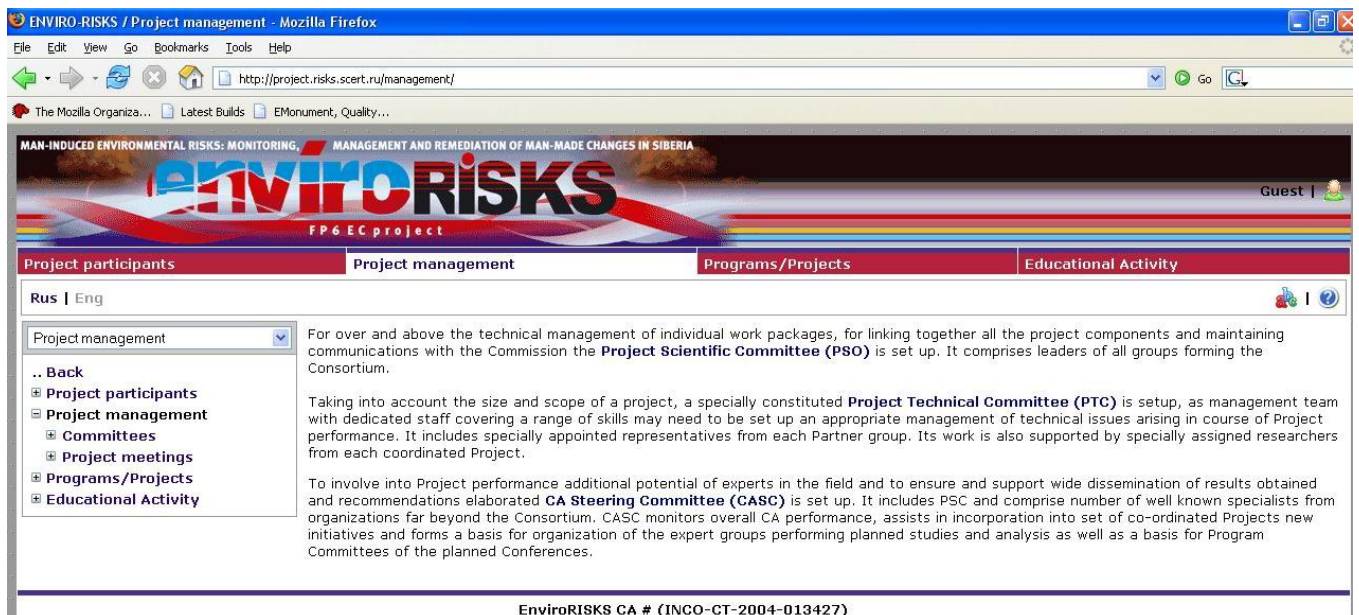 ENVIRO-RISKS / Project management - Mozilla Firefox
File Edit View Go Bookmarks Tools Help
http://project.risks.scert.ru/management/ Go
The Mozilla Organiza... Latest Builds EMonument, Quality...
MAN-INDUCED ENVIRONMENTAL RISKS: MONITORING, MANAGEMENT AND REMEDIATION OF MAN-MADE CHANGES IN SIBERIA
enviroRISKS
Guest |
FP6 EC project
Project participants Project management Programs/Projects Educational Activity
Rus | Eng
Project management
.. Back
Project participants
Project management
Committees
Project meetings
Programs/Projects
Educational Activity
For over and above the technical management of individual work packages, for linking together all the project components and maintaining
communications with the Commission the Project Scientific Committee (PSO) is set up. It comprises leaders of all groups forming the
Consortium.
Taking into account the size and scope of a project, a specially constituted Project Technical Committee (PTC) is setup, as management team
with dedicated staff covering a range of skills may need to be set up an appropriate management of technical issues arising in course of Project
performance. It includes specially appointed representatives from each Partner group. Its work is also supported by specially assigned researchers
from each coordinated Project.
To involve into Project performance additional potential of experts in the field and to ensure and support wide dissemination of results obtained
and recommendations elaborated CA Steering Committee (CASC) is set up. It includes PSC and comprise number of well known specialists from
organizations far beyond the Consortium. CASC monitors overall CA performance, assists in incorporation into set of co-ordinated Projects new
initiatives and forms a basis for organization of the expert groups performing planned studies and analysis as well as a basis for Program
Committees of the planned Conferences.
EnviroRISKS CA # (INCO-CT-2004-013427)